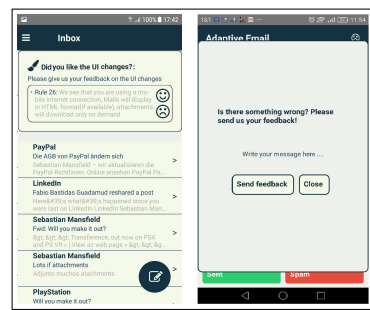 100% 17:42
Inbox
Did you like the UI changes?:
Please give us your feedback on the UI changes
Rule 26: We see that you are using a mo-
bile internet connection, Mails will display
in HTML format(if available), attachments
will download only on demand
PayPal
Die AGB von PayPal ändern sich
Sebastian Mansfield – wir aktualisieren die
PayPal Richtlinien. Online ansehen PayPal Pa...
LinkedIn
Fabio Bastidas Guadamud reshared a post
Here&#39;s what&#39;s happened since you
were last on LinkedIn LinkedIn Sebastian Man...
Sebastian Mansfield
Fwd: Will you make it out?
&gt; &gt; &gt; Transference, out now on PS4
and PS VR » | View as web page » &gt; &gt; &g...
Sebastian Mansfield
Lots if attachments
Adjunto muchos attachments
PlayStation
Will you make it out?
1&1
11:54
Adaptive Email
Is there something wrong? Please
send us your feedback!
Write your message here ....
Send feedback
Close
Sent
Spam